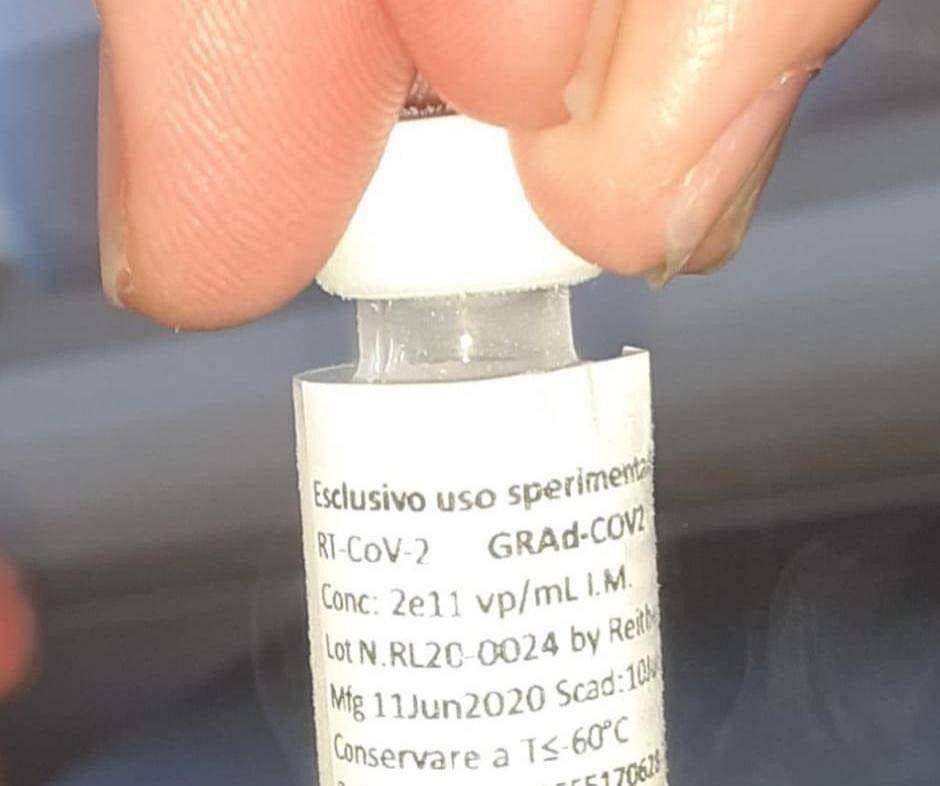 Esclusivo uso sperimenta
RT-CoV-2 GRAd-COV2
Conc: 2e11 vp/mL I.M.
Lot N.RL20-0024 by Reith
Mfg 11Jun2020 Scad:10
Conservare a T≤-60°C